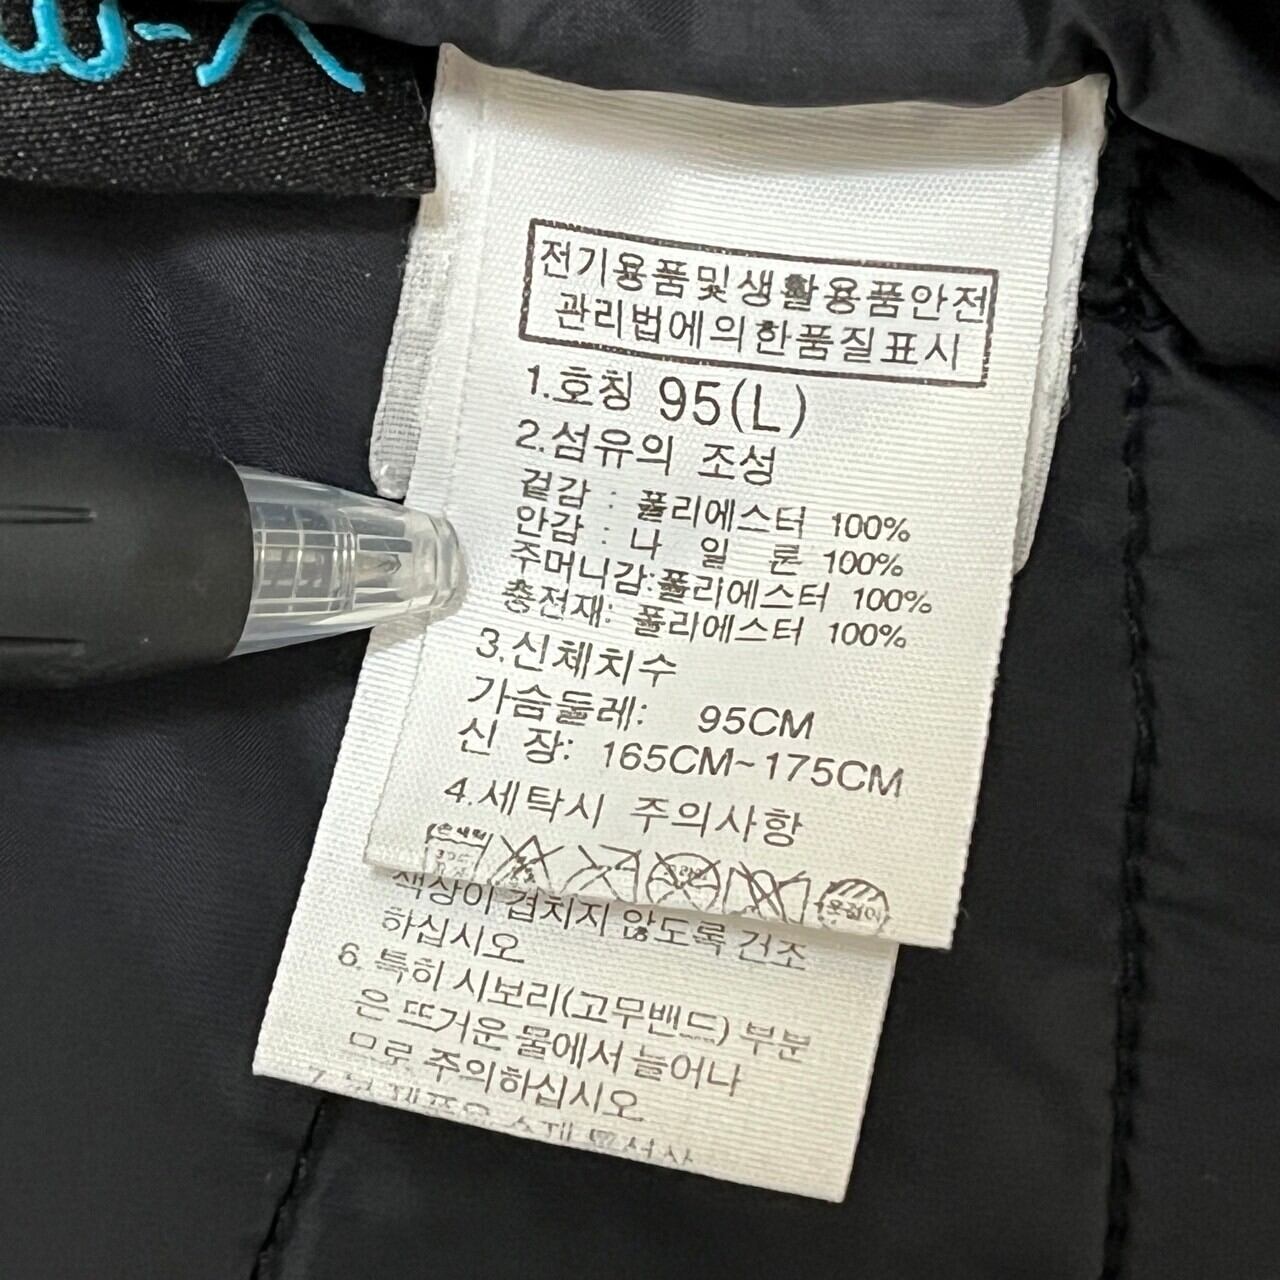 전기용품및생활용품안전
관리법에의한품질표시
1.호칭 95(L)
2.섬유의 조성
겉감 : 폴리에스터 100%
안감 : 나 일 론 100%
주머니감:폴리에스터 100%
충전재: 폴리에스터 100%
3.신체치수
가슴둘레: 95CM
신 장: 165CM~175CM
4.세탁시 주의사항
손세탁
옷걸이
색상이 겹치지 않도록 건조
하십시오
6. 특히 시보리(고무밴드) 부분
은 뜨거운 물에서 늘어나
므로 주의하십시오